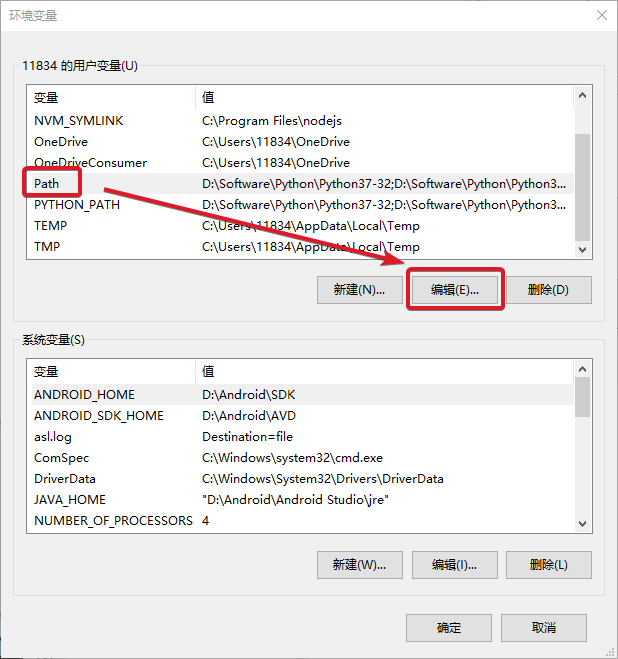 环境变量
11834 的用户变量(U)
变量 值
NVM_SYMLINK C:\Program Files\nodejs
OneDrive C:\Users\11834\OneDrive
OneDriveConsumer C:\Users\11834\OneDrive
Path D:\Software\Python\Python37-32;D:\Software\Python\Python3...
PYTHON_PATH D:\Software\Python\Python37-32;D:\Software\Python\Python3...
TEMP C:\Users\11834\AppData\Local\Temp
TMP C:\Users\11834\AppData\Local\Temp
新建(N)... 编辑(E)... 删除(D)
系统变量(S)
变量 值
ANDROID_HOME D:\Android\SDK
ANDROID_SDK_HOME D:\Android\AVD
asl.log Destination=file
ComSpec C:\Windows\system32\cmd.exe
DriverData C:\Windows\System32\Drivers\DriverData
JAVA_HOME "D:\Android\Android Studio\jre"
NUMBER_OF_PROCESSORS 4
新建(W)... 编辑(I)... 删除(L)
确定 取消